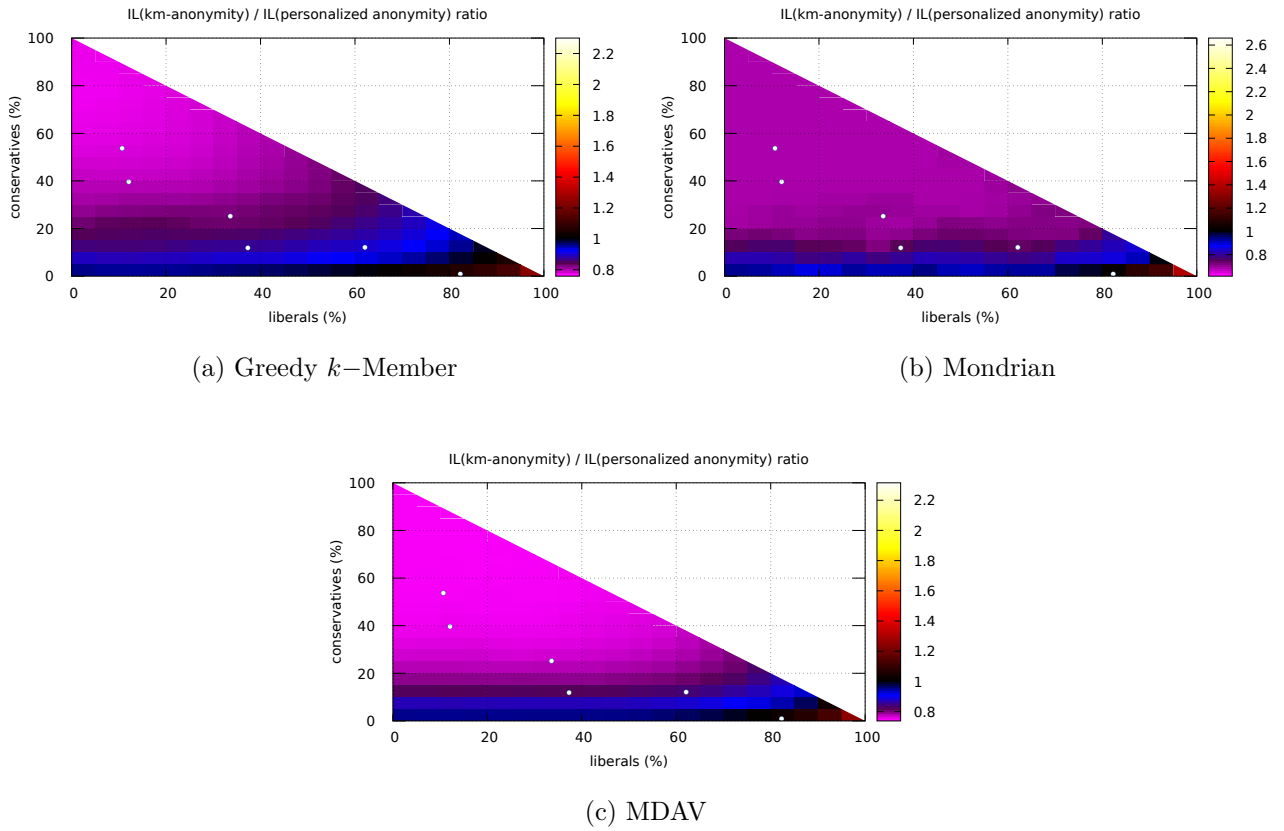 IL(km-anonymity) / IL(personalized anonymity) ratio
100
80
60
40
20
0
conservatives (%)
0 20 40 60 80 100
liberals (%)
2.2
2
1.8
1.6
1.4
1.2
1
0.8
(a) Greedy k−Member
IL(km-anonymity) / IL(personalized anonymity) ratio
100
80
60
40
20
0
conservatives (%)
0 20 40 60 80 100
liberals (%)
2.6
2.4
2.2
2
1.8
1.6
1.4
1.2
1
0.8
(b) Mondrian
IL(km-anonymity) / IL(personalized anonymity) ratio
100
80
60
40
20
0
conservatives (%)
0 20 40 60 80 100
liberals (%)
2.2
2
1.8
1.6
1.4
1.2
1
0.8
(c) MDAV